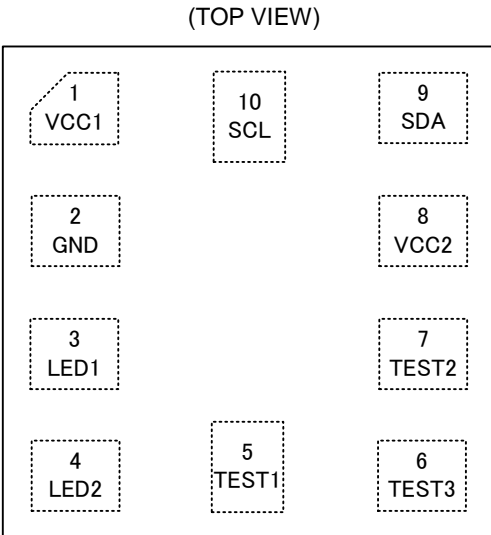 (TOP VIEW)
1
VCC1
10
SCL
9
SDA
2
GND
8
VCC2
3
LED1
7
TEST2
4
LED2
5
TEST1
6
TEST3